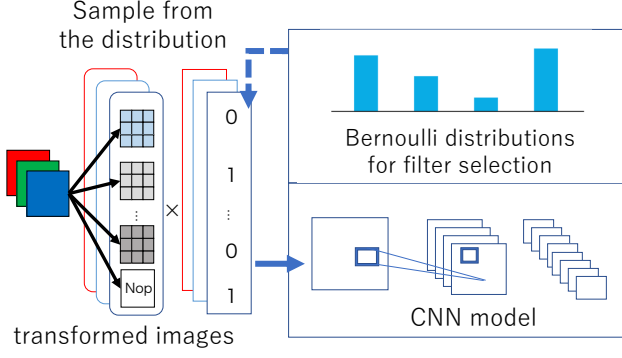 Sample from
the distribution
0
1
...
0
1
×
...
Nop
transformed images
Bernoulli distributions
for filter selection
CNN model